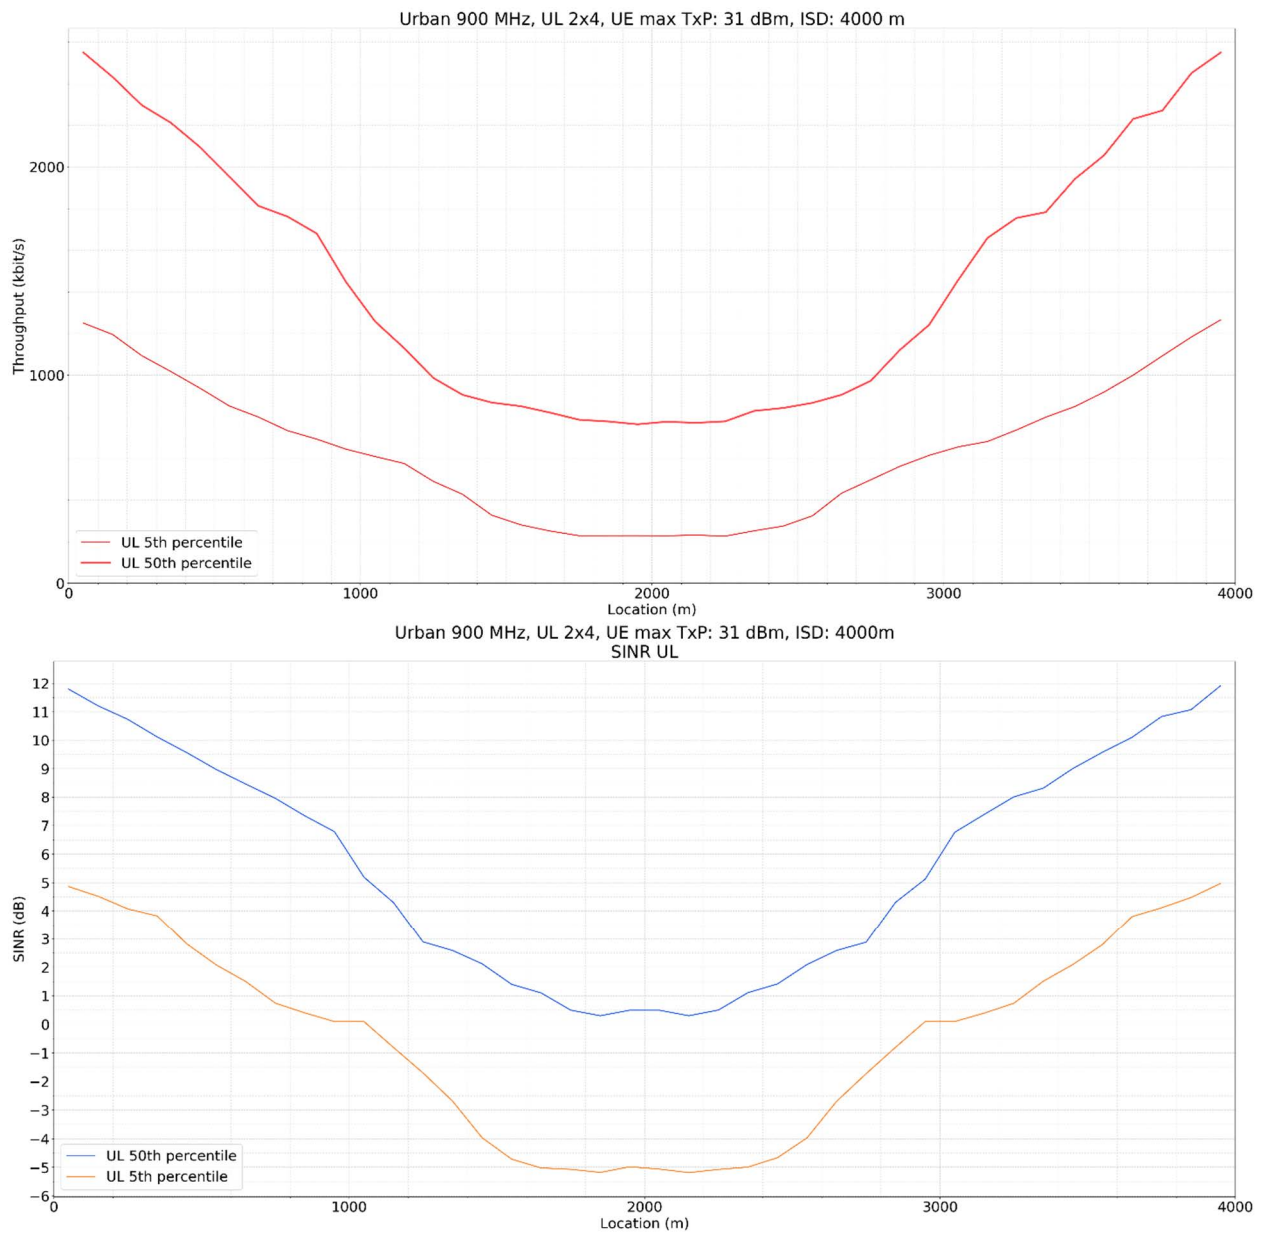 Urban 900 MHz, UL 2x4, UE max TxP: 31 dBm, ISD: 4000 m
2000
1000
0
Throughput (kbit/s)
UL 5th percentile
UL 50th percentile
0 1000 2000 3000 4000
Location (m)
Urban 900 MHz, UL 2x4, UE max TxP: 31 dBm, ISD: 4000m
SINR UL
12
11
10
9
8
7
6
5
4
3
2
1
0
−1
−2
−3
−4
−5
−6
SINR (dB)
UL 50th percentile
UL 5th percentile
0 1000 2000 3000 4000
Location (m)